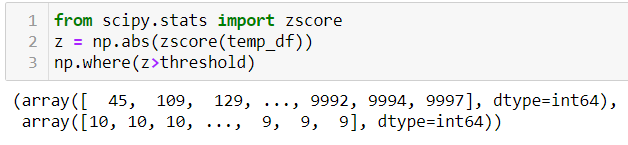 1 from scipy.stats import zscore
2 z = np.abs(zscore(temp_df))
3 np.where(z>threshold)
(array([  45,  109,  129, ..., 9992, 9994, 9997], dtype=int64),
 array([10, 10, 10, ...,  9,  9,  9], dtype=int64))